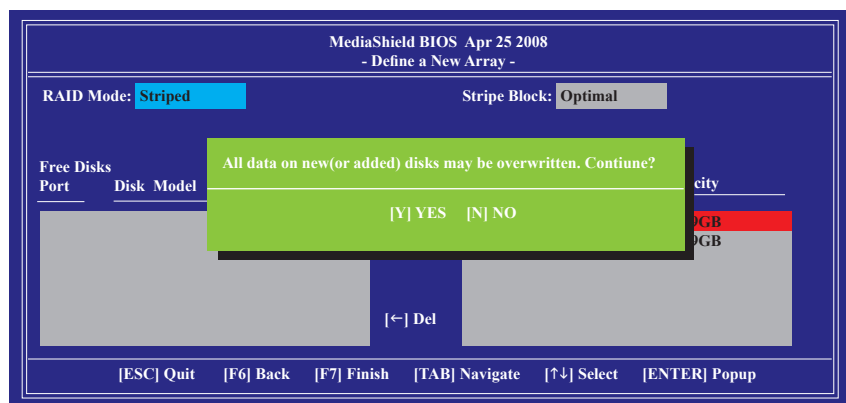 MediaShield BIOS Apr 25 2008
- Define a New Array -
RAID Mode: Striped Stripe Block: Optimal
All data on new(or added) disks may be overwritten. Contiune?
[Y] YES [N] NO
Free Disks
Port Disk Model city
9GB
9GB
[←] Del
[ESC] Quit [F6] Back [F7] Finish [TAB] Navigate [↑↓] Select [ENTER] Popup